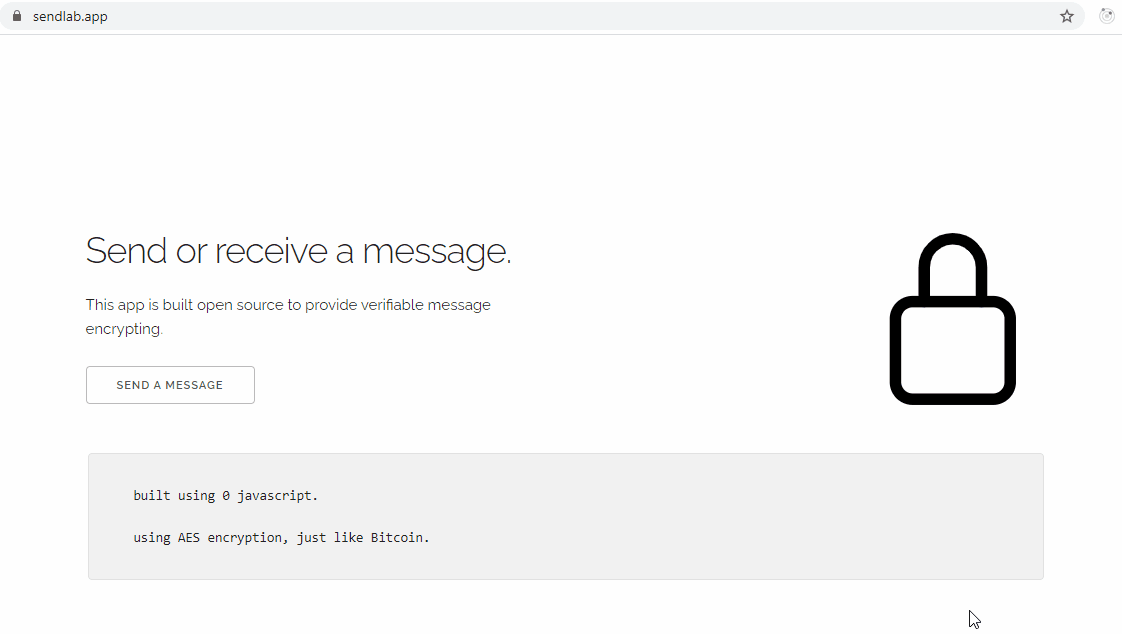 sendlab.app
Send or receive a message.
This app is built open source to provide verifiable message
encrypting.
SEND A MESSAGE
built using 0 javascript.
using AES encryption, just like Bitcoin.